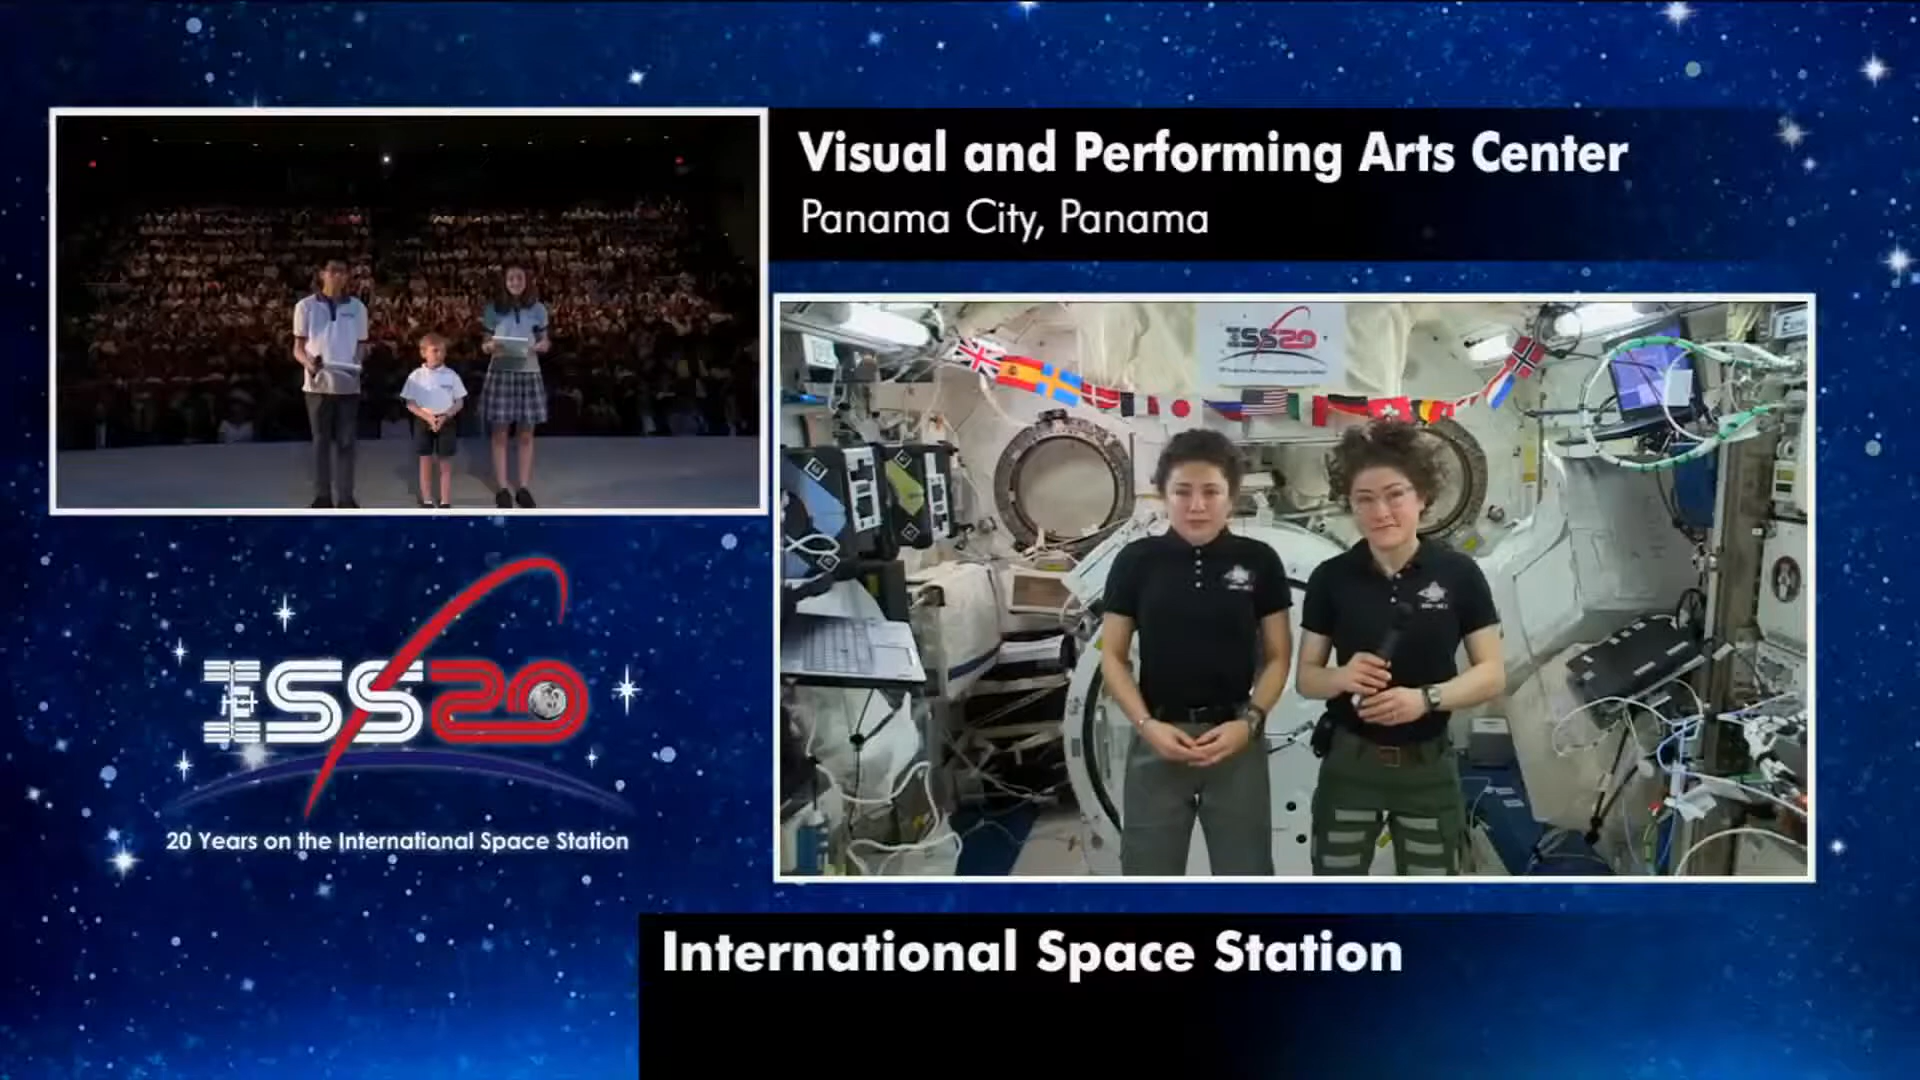 Visual and Performing Arts Center
Panama City, Panama
ISS20
ISS20
20 Years on the International Space Station
International Space Station